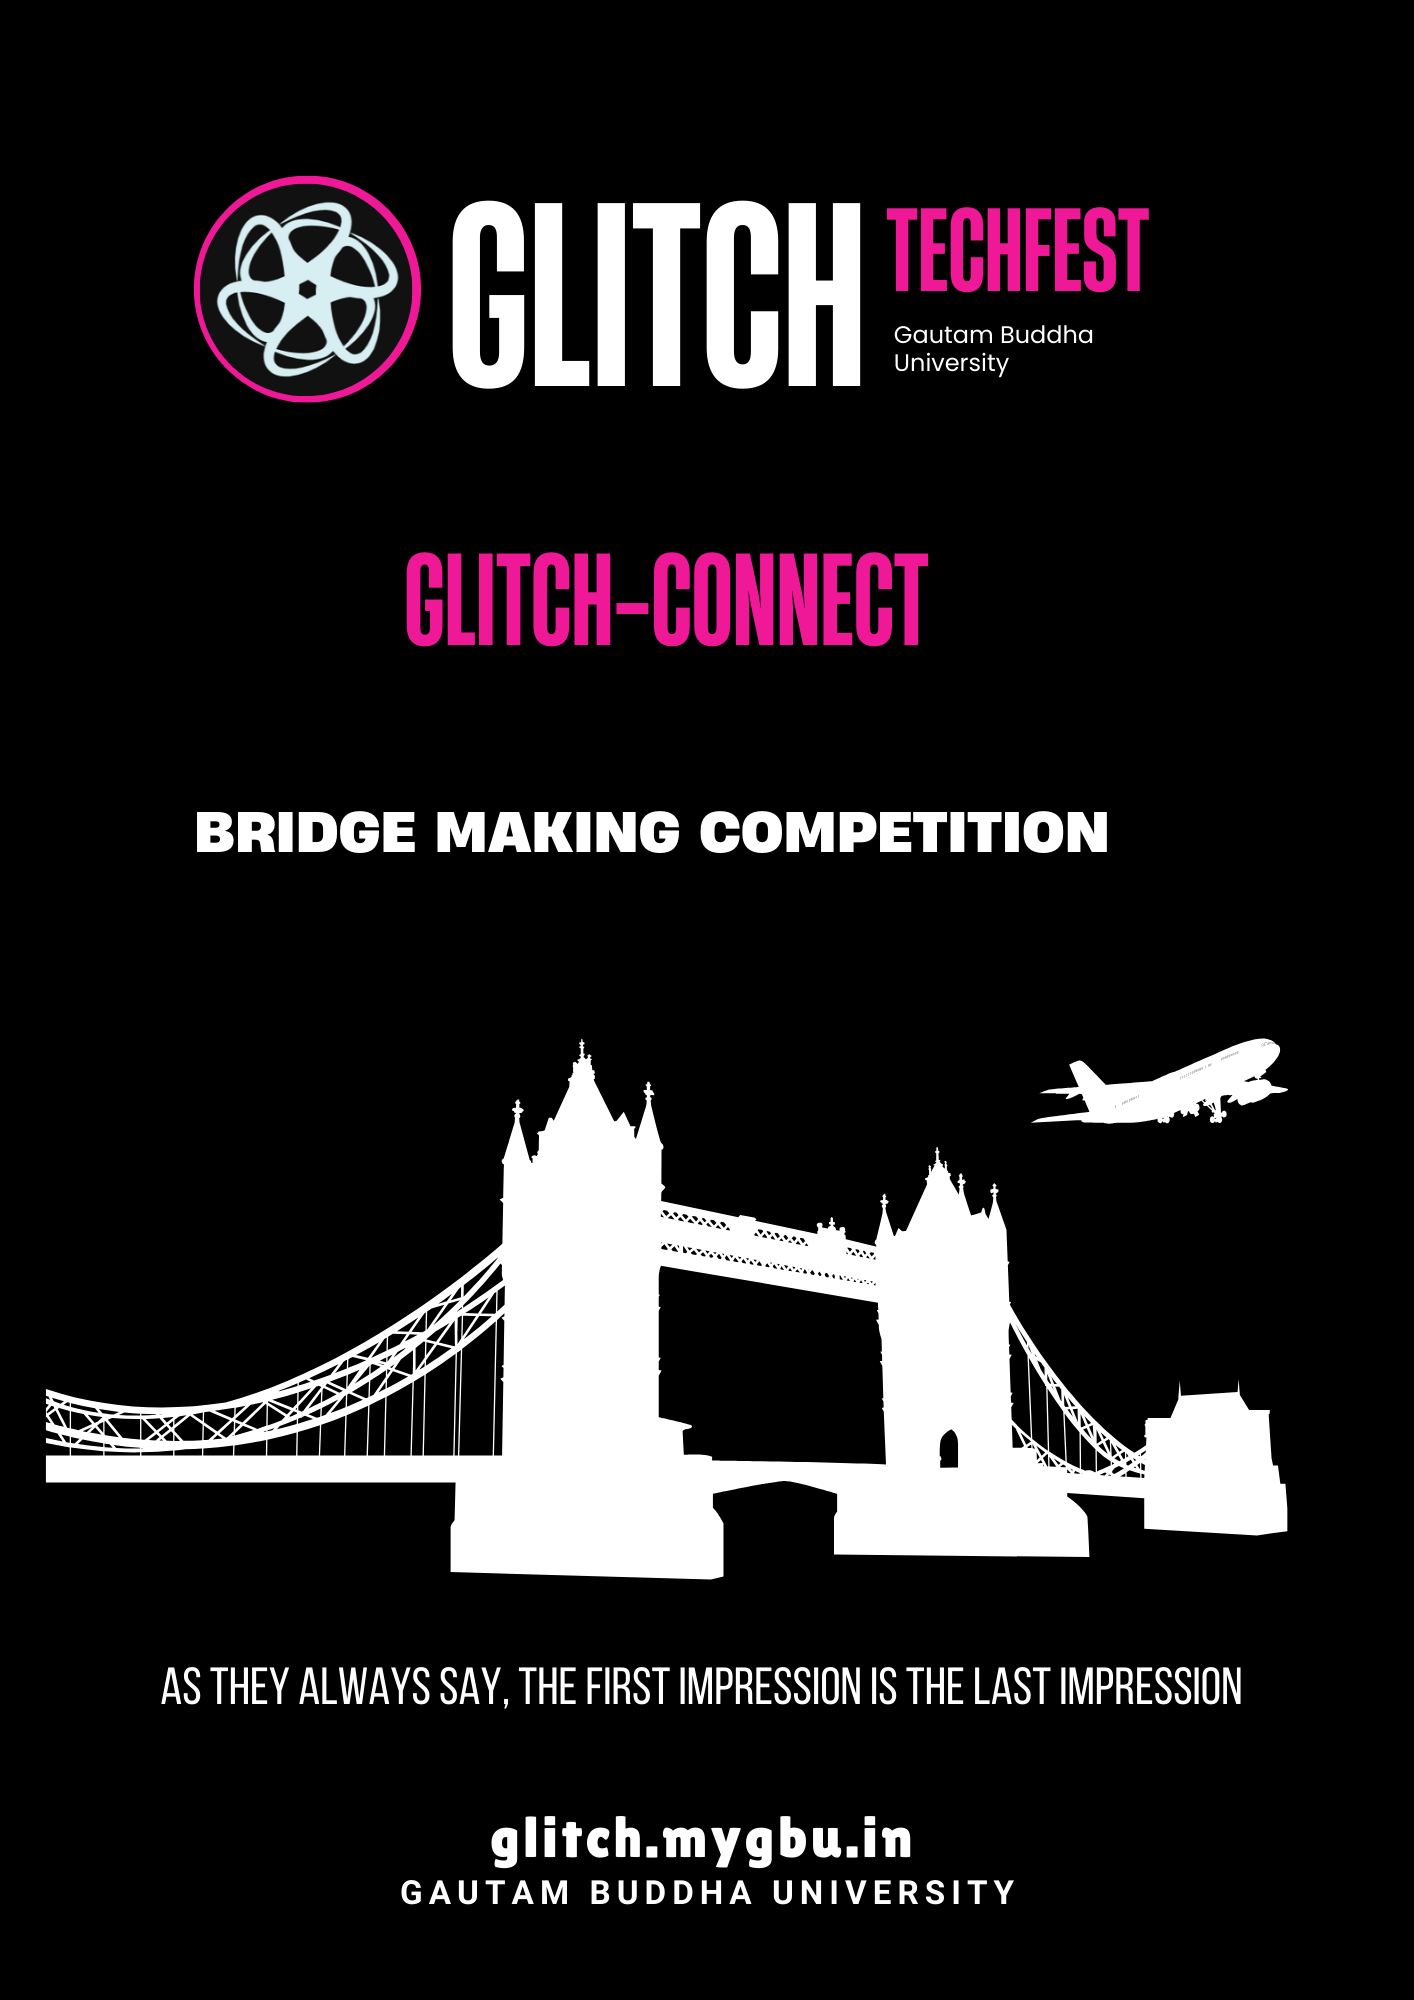 GLITCH
TECHFEST
Gautam Buddha
University
GLITCH-CONNECT
BRIDGE MAKING COMPETITION
AS THEY ALWAYS SAY, THE FIRST IMPRESSION IS THE LAST IMPRESSION
glitch.mygbu.in
GAUTAM BUDDHA UNIVERSITY